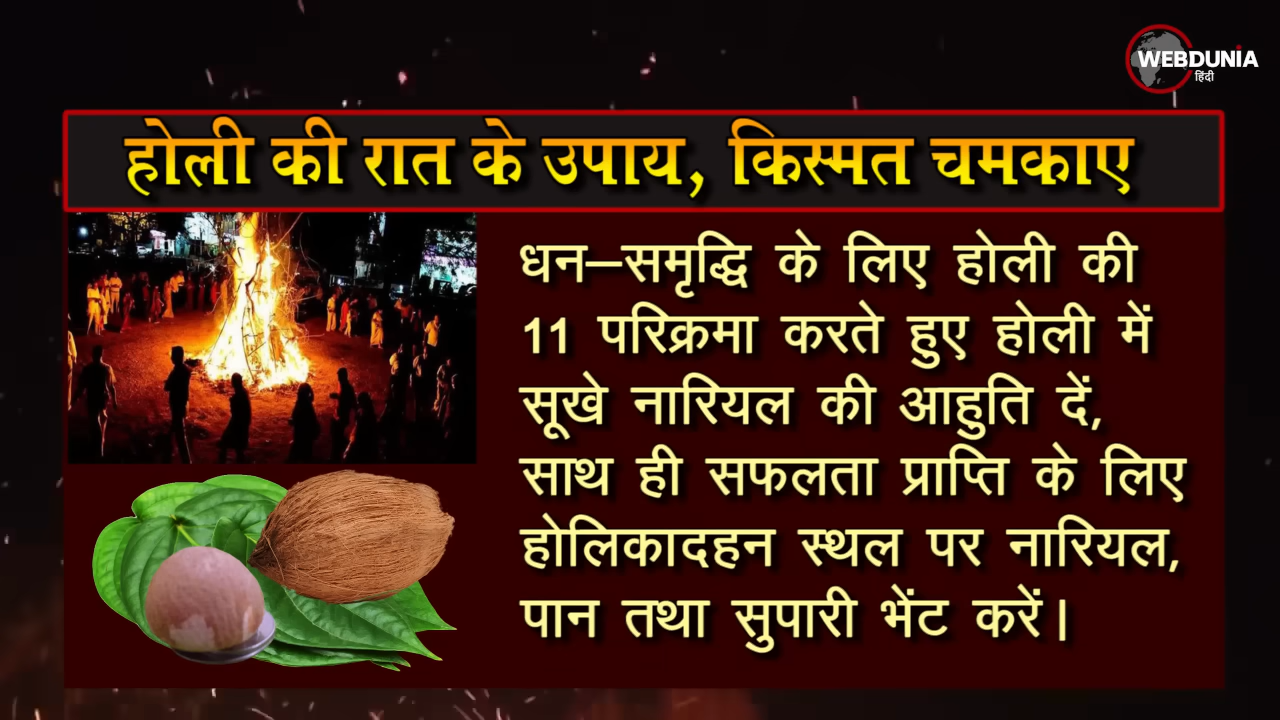 WEBDUNIA
हिंदी
होली की रात के उपाय, किस्मत चमकाए
धन–समृद्धि के लिए होली की
11 परिक्रमा करते हुए होली में
सूखे नारियल की आहुति दें,
साथ ही सफलता प्राप्ति के लिए
होलिकादहन स्थल पर नारियल,
पान तथा सुपारी भेंट करें।